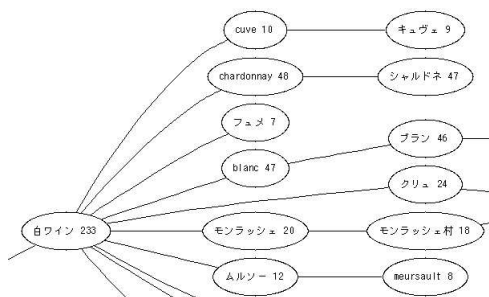 cuve 10
キュヴェ 9
chardonnay 48
シャルドネ 47
フュメ 7
ブラン 46
blanc 47
クリュ 24
白ワイン 233
モンラッシェ 20
モンラッシェ村 18
ムルソー 12
meursault 8